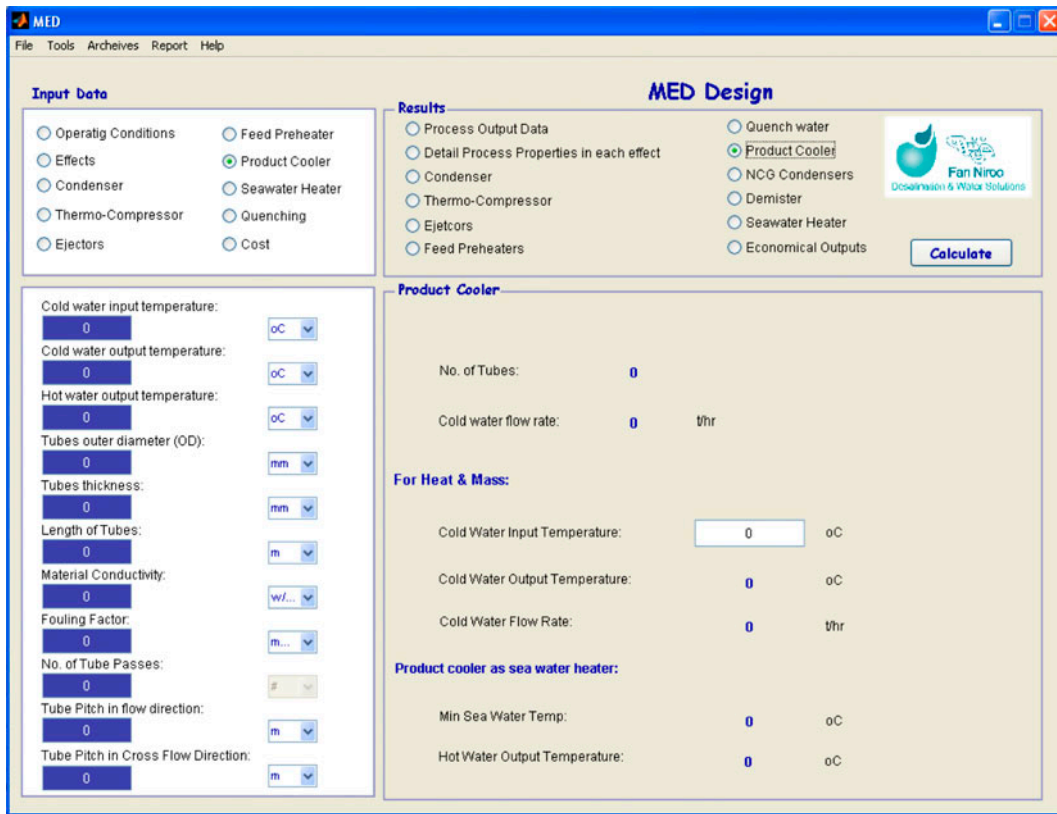 MED
File Tools Archeives Report Help
MED Design
Input Data
Operatig Conditions
Effects
Condenser
Thermo-Compressor
Ejectors
Feed Preheater
Product Cooler
Seawater Heater
Quenching
Cost
Results
Process Output Data
Detail Process Properties in each effect
Condenser
Thermo-Compressor
Ejetcors
Feed Preheaters
Quench water
Product Cooler
NCG Condensers
Demister
Seawater Heater
Economical Outputs
Fan Niroo
Desalination & Water Solutions
Calculate
Cold water input temperature:
0 oC
Cold water output temperature:
0 oC
Hot water output temperature:
0 oC
Tubes outer diameter (OD):
0 mm
Tubes thickness:
0 mm
Length of Tubes:
0 m
Material Conductivity:
0 w/...
Fouling Factor:
0 m...
No. of Tube Passes:
0 #
Tube Pitch in flow direction:
0 m
Tube Pitch in Cross Flow Direction:
0 m
Product Cooler
No. of Tubes: 0
Cold water flow rate: 0 t/hr
For Heat & Mass:
Cold Water Input Temperature: 0 oC
Cold Water Output Temperature: 0 oC
Cold Water Flow Rate: 0 t/hr
Product cooler as sea water heater:
Min Sea Water Temp: 0 oC
Hot Water Output Temperature: 0 oC